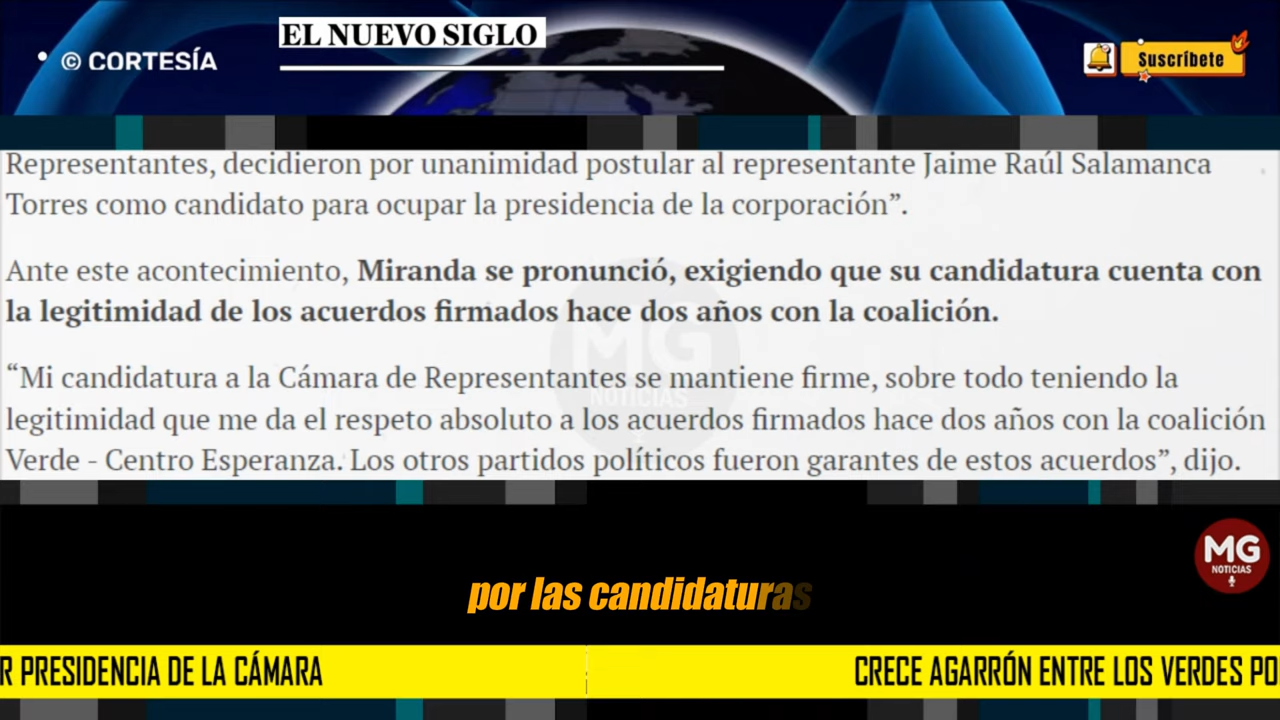 EL NUEVO SIGLO
© CORTESÍA
Suscríbete
Representantes, decidieron por unanimidad postular al representante Jaime Raúl Salamanca
Torres como candidato para ocupar la presidencia de la corporación”.
Ante este acontecimiento, Miranda se pronunció, exigiendo que su candidatura cuenta con
la legitimidad de los acuerdos firmados hace dos años con la coalición.
“Mi candidatura a la Cámara de Representantes se mantiene firme, sobre todo teniendo la
legitimidad que me da el respeto absoluto a los acuerdos firmados hace dos años con la coalición
Verde - Centro Esperanza. Los otros partidos políticos fueron garantes de estos acuerdos”, dijo.
MG
NOTICIAS
MG
NOTICIAS
por las candidaturas
R PRESIDENCIA DE LA CÁMARA
CRECE AGARRÓN ENTRE LOS VERDES PO